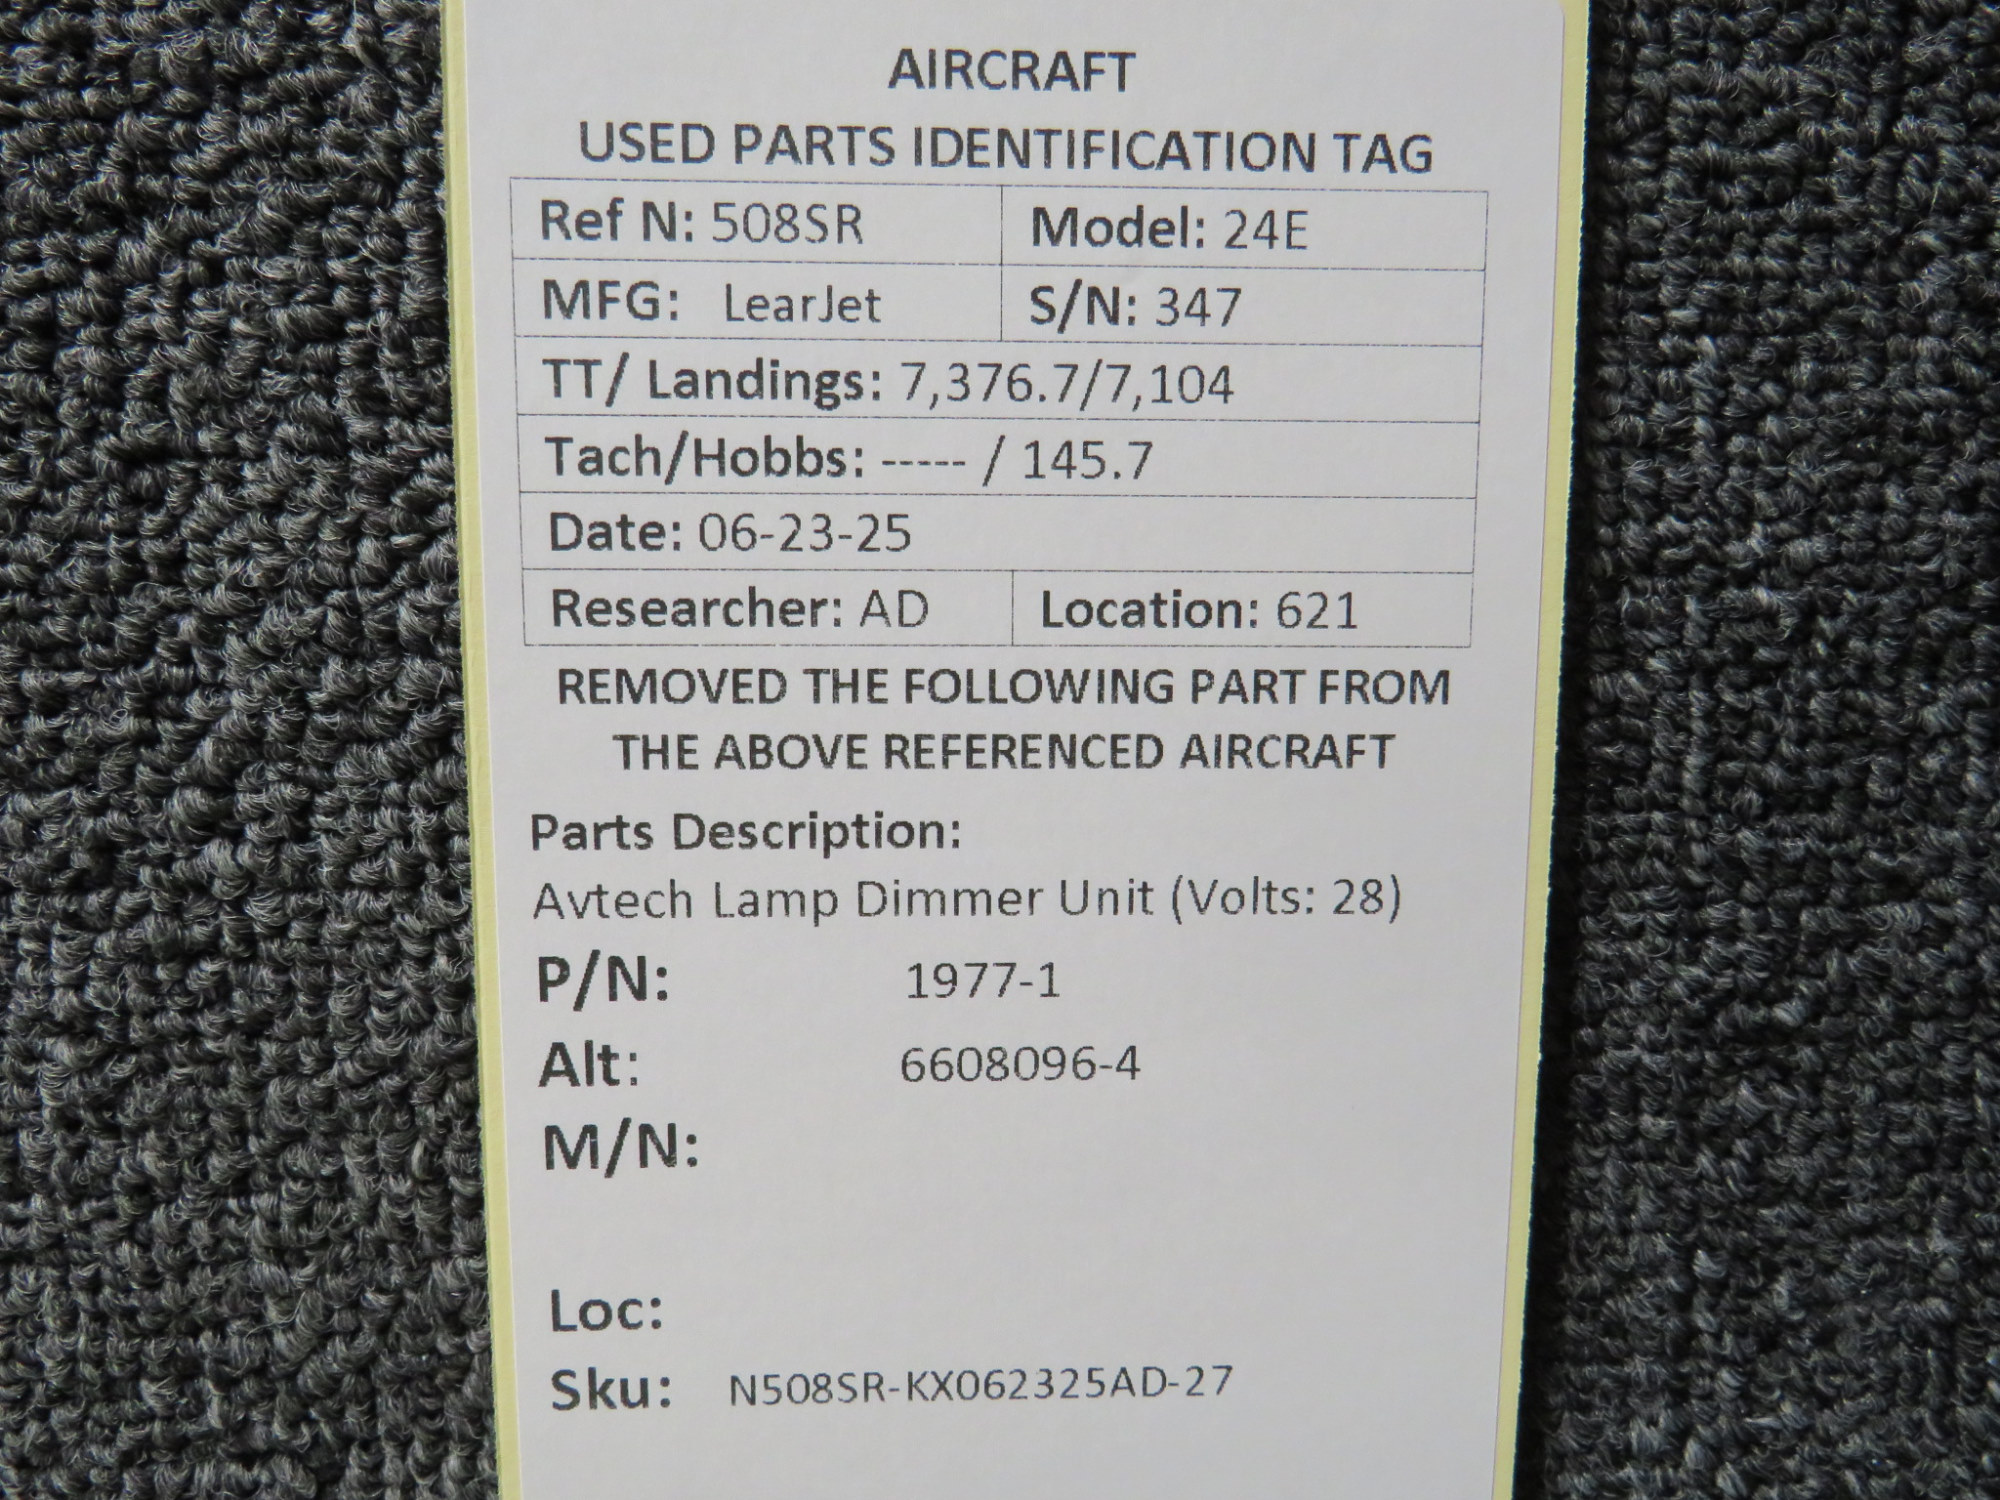 AIRCRAFT
USED PARTS IDENTIFICATION TAG
Ref N: 508SR Model: 24E
MFG: LearJet S/N: 347
TT/ Landings: 7,376.7/7,104
Tach/Hobbs: ----- / 145.7
Date: 06-23-25
Researcher: AD Location: 621
REMOVED THE FOLLOWING PART FROM
THE ABOVE REFERENCED AIRCRAFT
Parts Description:
Avtech Lamp Dimmer Unit (Volts: 28)
P/N: 1977-1
Alt: 6608096-4
M/N:
Loc:
Sku: N508SR-KX062325AD-27